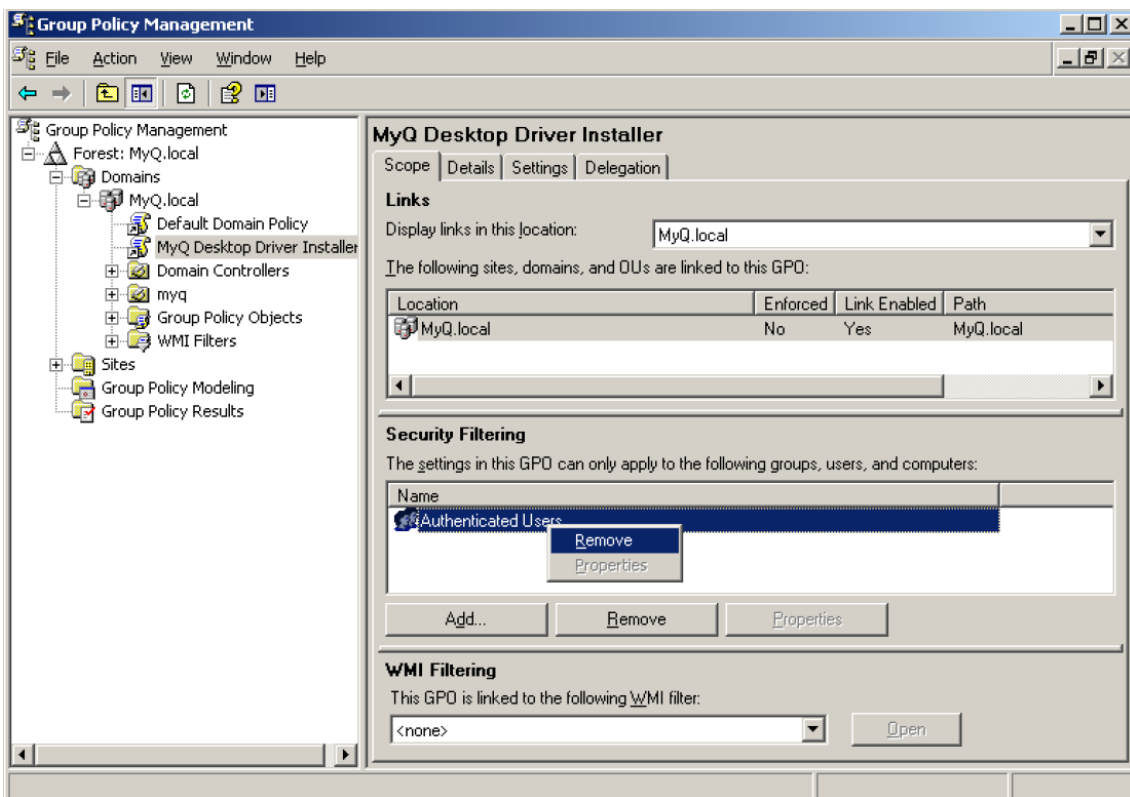 Group Policy Management
File Action View Window Help
Group Policy Management
Forest: MyQ.local
Domains
MyQ.local
Default Domain Policy
MyQ Desktop Driver Installer
Domain Controllers
myq
Group Policy Objects
WMI Filters
Sites
Group Policy Modeling
Group Policy Results
MyQ Desktop Driver Installer
Scope Details Settings Delegation
Links
Display links in this location: MyQ.local
The following sites, domains, and OUs are linked to this GPO:
Location Enforced Link Enabled Path
MyQ.local No Yes MyQ.local
Security Filtering
The settings in this GPO can only apply to the following groups, users, and computers:
Name
Authenticated Users
Remove
Properties
Add... Remove Properties
WMI Filtering
This GPO is linked to the following WMI filter:
<none> Open